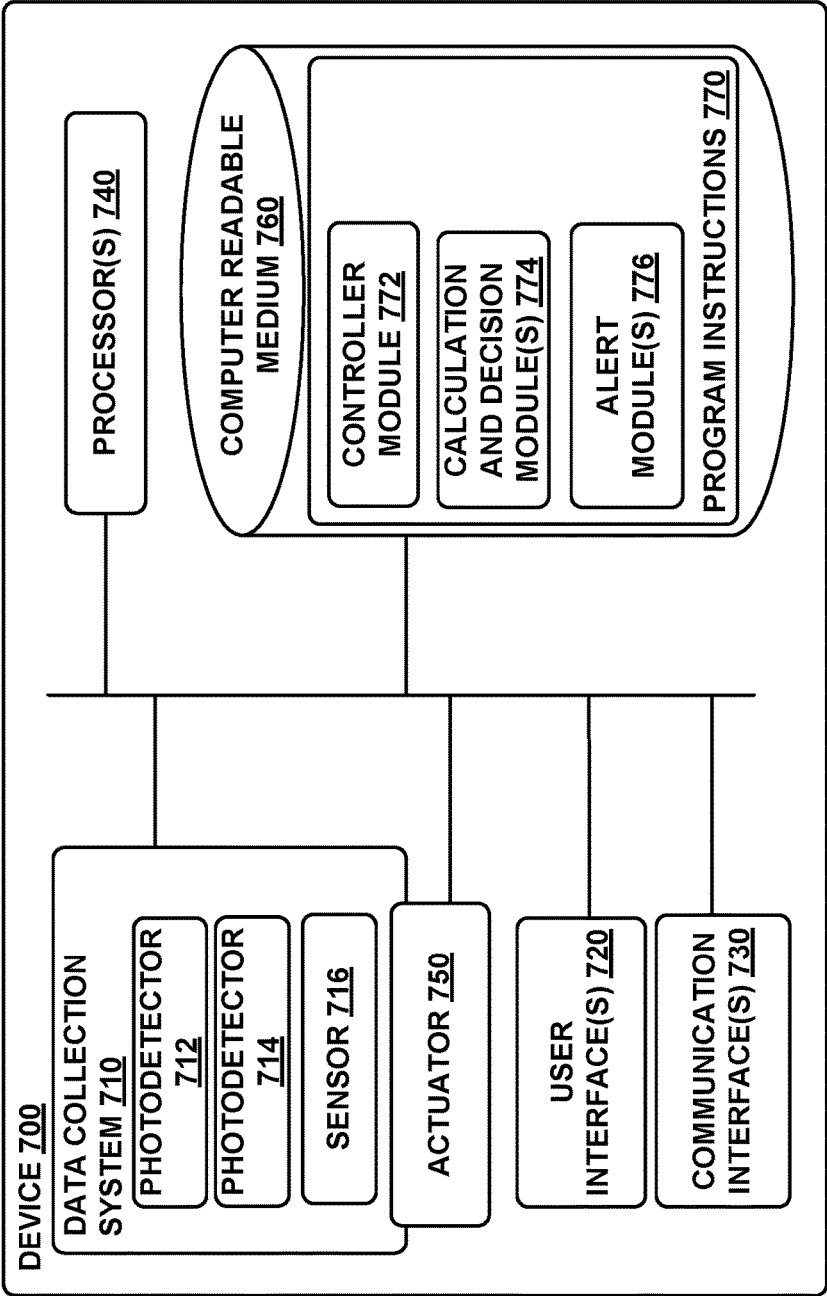 DEVICE 700
DATA COLLECTION
SYSTEM 710
PHOTODETECTOR
712
PHOTODETECTOR
714
SENSOR 716
ACTUATOR 750
USER
INTERFACE(S) 720
COMMUNICATION
INTERFACE(S) 730
PROCESSOR(S) 740
COMPUTER READABLE
MEDIUM 760
CONTROLLER
MODULE 772
CALCULATION
AND DECISION
MODULE(S) 774
ALERT
MODULE(S) 776
PROGRAM INSTRUCTIONS 770